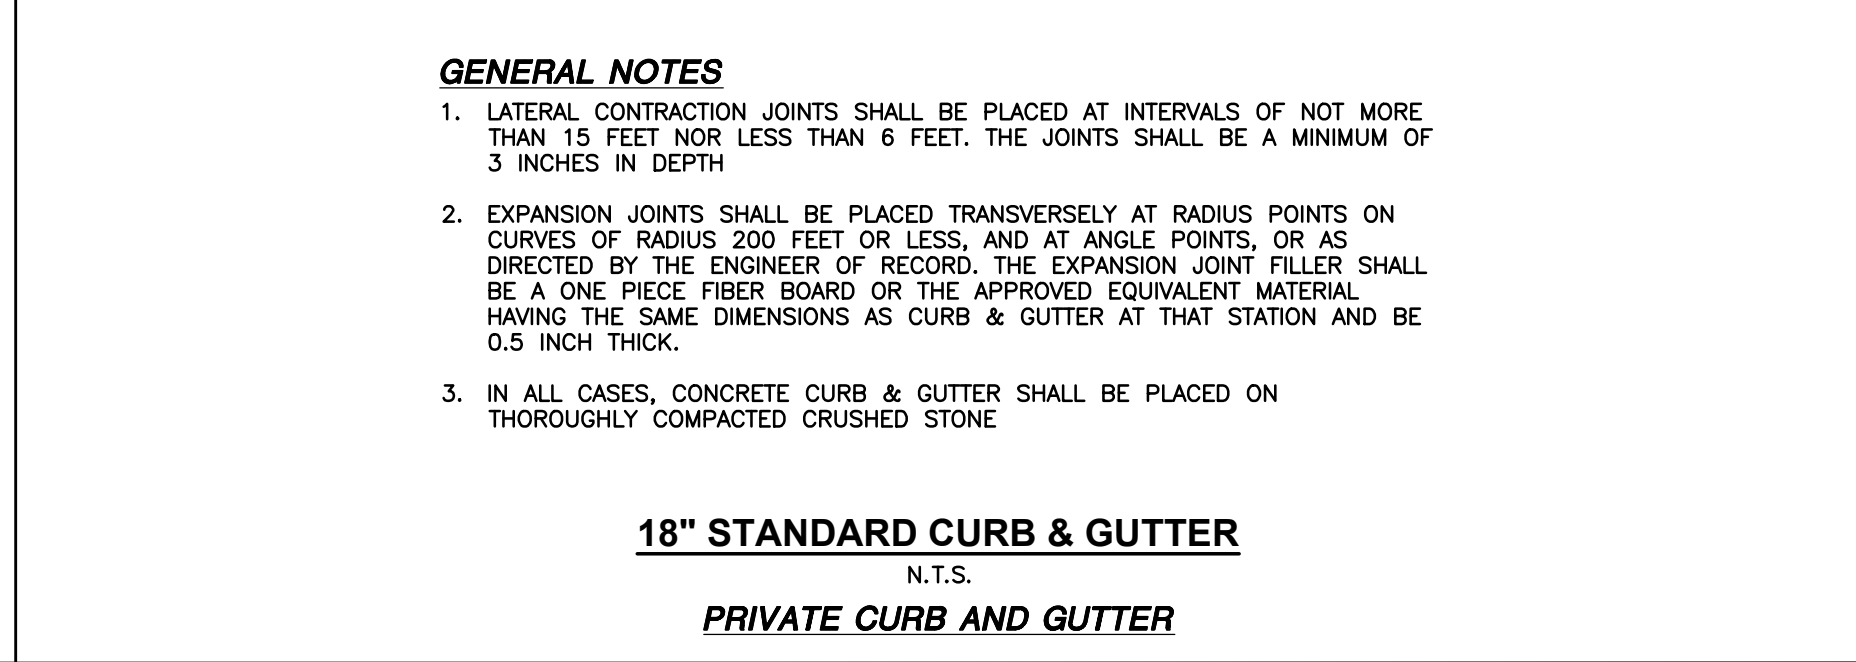 GENERAL NOTES
1. LATERAL CONTRACTION JOINTS SHALL BE PLACED AT INTERVALS OF NOT MORE
THAN 15 FEET NOR LESS THAN 6 FEET. THE JOINTS SHALL BE A MINIMUM OF
3 INCHES IN DEPTH
2. EXPANSION JOINTS SHALL BE PLACED TRANSVERSELY AT RADIUS POINTS ON
CURVES OF RADIUS 200 FEET OR LESS, AND AT ANGLE POINTS, OR AS
DIRECTED BY THE ENGINEER OF RECORD. THE EXPANSION JOINT FILLER SHALL
BE A ONE PIECE FIBER BOARD OR THE APPROVED EQUIVALENT MATERIAL
HAVING THE SAME DIMENSIONS AS CURB & GUTTER AT THAT STATION AND BE
0.5 INCH THICK.
3. IN ALL CASES, CONCRETE CURB & GUTTER SHALL BE PLACED ON
THOROUGHLY COMPACTED CRUSHED STONE
18" STANDARD CURB & GUTTER
N.T.S.
PRIVATE CURB AND GUTTER